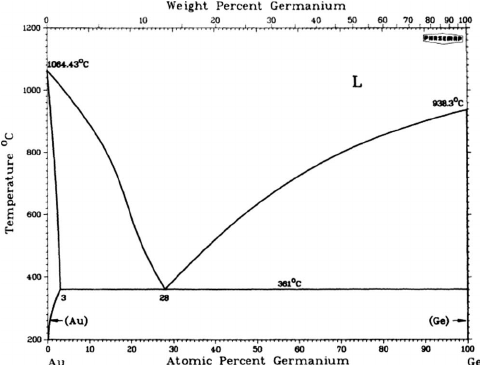 Weight Percent Germanium
0 10 20 30 40 50 60 70 80 90 100
1200
PHASEMAP
1064.43°C
L
938.3°C
1000
Temperature °C
800
600
400
361°C
3
28
(Au)
(Ge)
200
0 10 20 30 40 50 60 70 80 90 100
Au
Atomic Percent Germanium
Ge